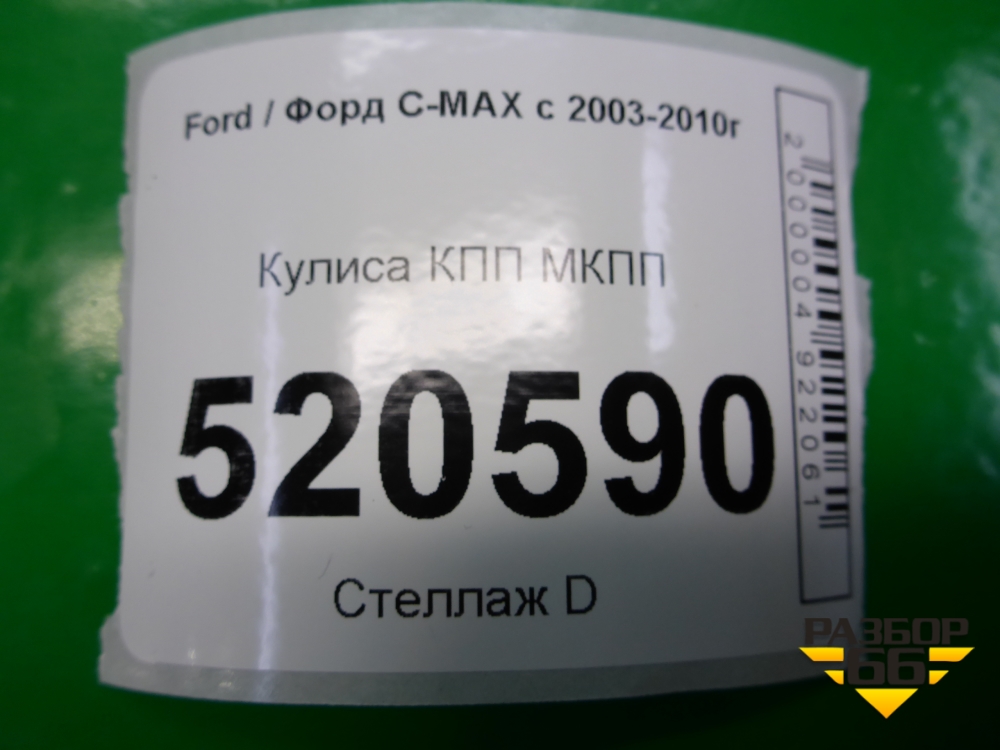 Ford / Форд C-MAX с 2003-2010г
Кулиса КПП МКПП
520590
Стеллаж D
2000004922061
РАЗБОР
66